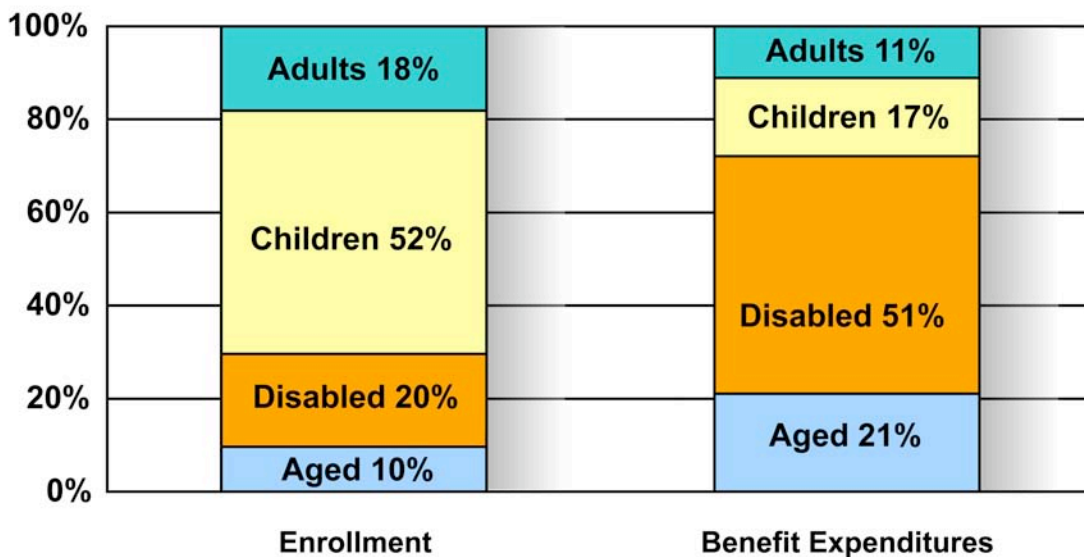 100%
80%
60%
40%
20%
0%
Adults 18%
Children 52%
Disabled 20%
Aged 10%
Adults 11%
Children 17%
Disabled 51%
Aged 21%
Enrollment
Benefit Expenditures